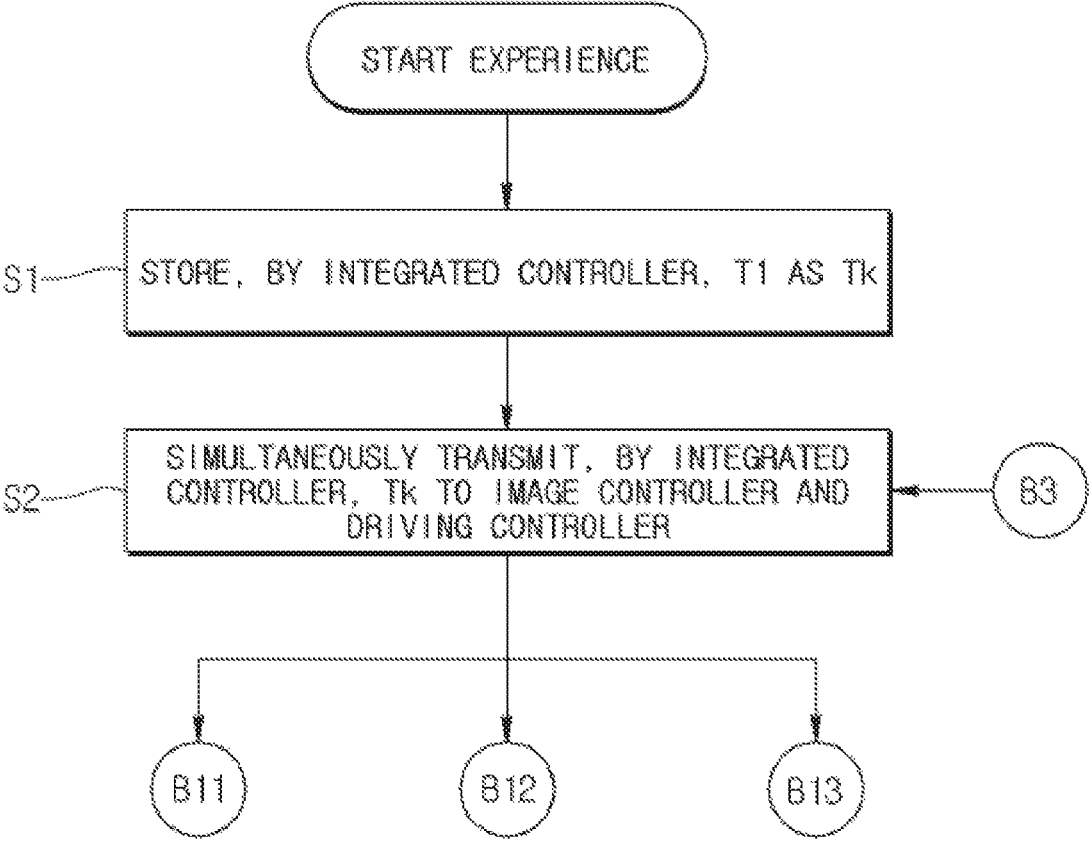 START EXPERIENCE
S1
STORE, BY INTEGRATED CONTROLLER, T1 AS Tk
S2
SIMULTANEOUSLY TRANSMIT, BY INTEGRATED
CONTROLLER, Tk TO IMAGE CONTROLLER AND
DRIVING CONTROLLER
B3
B11
B12
B13